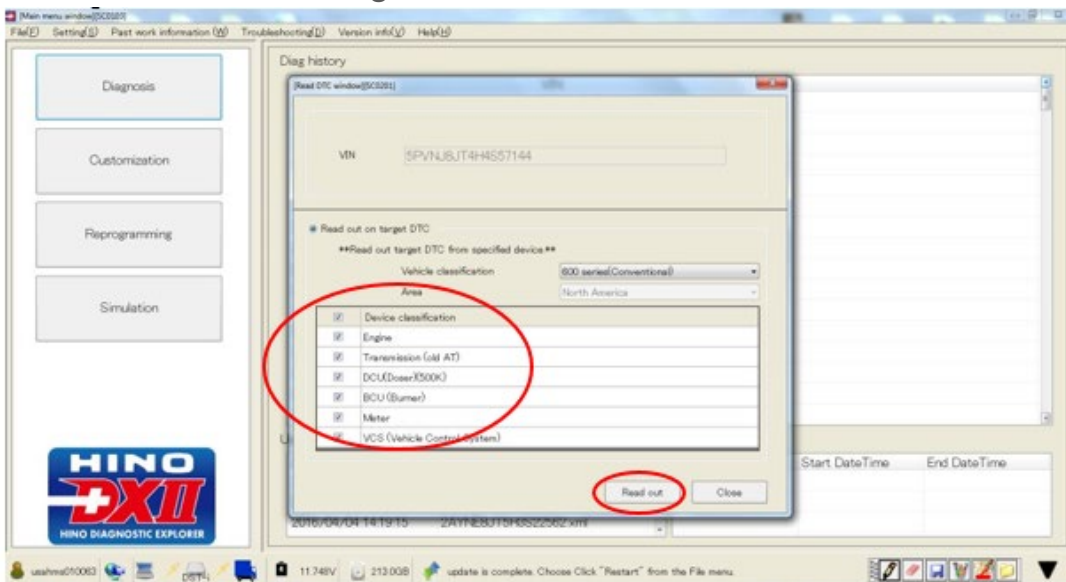 [Main menu window][SC0103]
File(F) Setting(S) Past work information (W) Troubleshooting(D) Version info(V) Help(H)
Diagnosis
Customization
Reprogramming
Simulation
HINO
DXII
HINO DIAGNOSTIC EXPLORER
Diag history
[Read DTC window][SC0201]
VIN 5PVNJ8JT4H4S57144
Read out on target DTC
**Read out target DTC from specified device **
Vehicle classification 600 series(Conventional)
Area North America
Device classification
Engine
Transmission (old AT)
DCU(Doser)(500K)
BCU (Burner)
Meter
VCS (Vehicle Control System)
Read out Close
Start DateTime End DateTime
2016/04/04 14:19:15
11.748V 213.0GB update is complete. Choose Click "Restart" from the File menu.